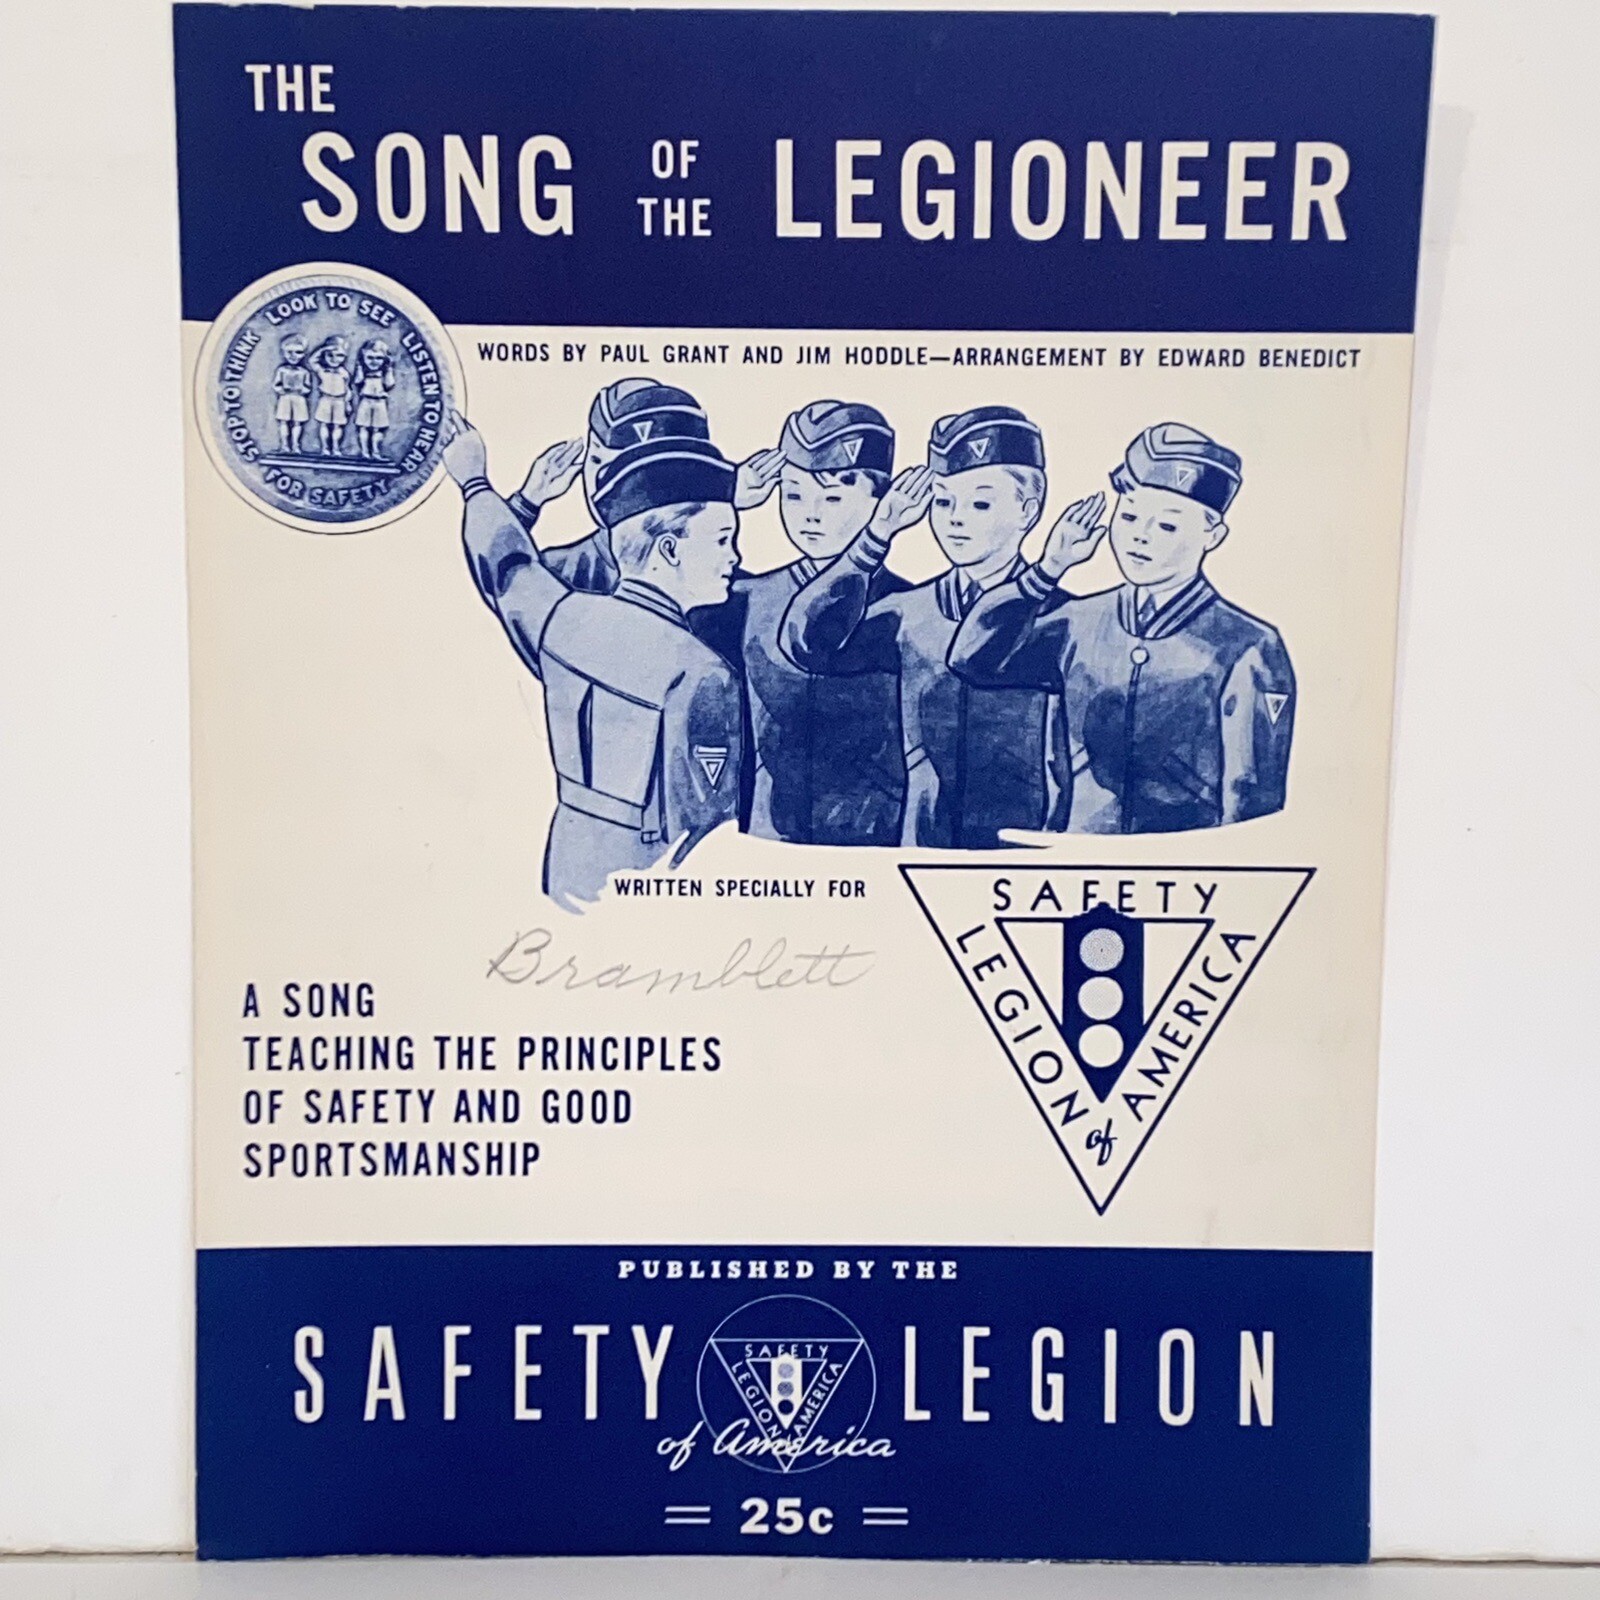 THE
SONG OF THE LEGIONEER
STOP TO THINK LOOK TO SEE LISTEN TO HEAR
FOR SAFETY
WORDS BY PAUL GRANT AND JIM HODDLE—ARRANGEMENT BY EDWARD BENEDICT
WRITTEN SPECIALLY FOR
Bramblett
SAFETY
LEGION
of
AMERICA
A SONG
TEACHING THE PRINCIPLES
OF SAFETY AND GOOD
SPORTSMANSHIP
PUBLISHED BY THE
SAFETY LEGION
SAFETY
LEGION
AMERICA
of America
= 25c =